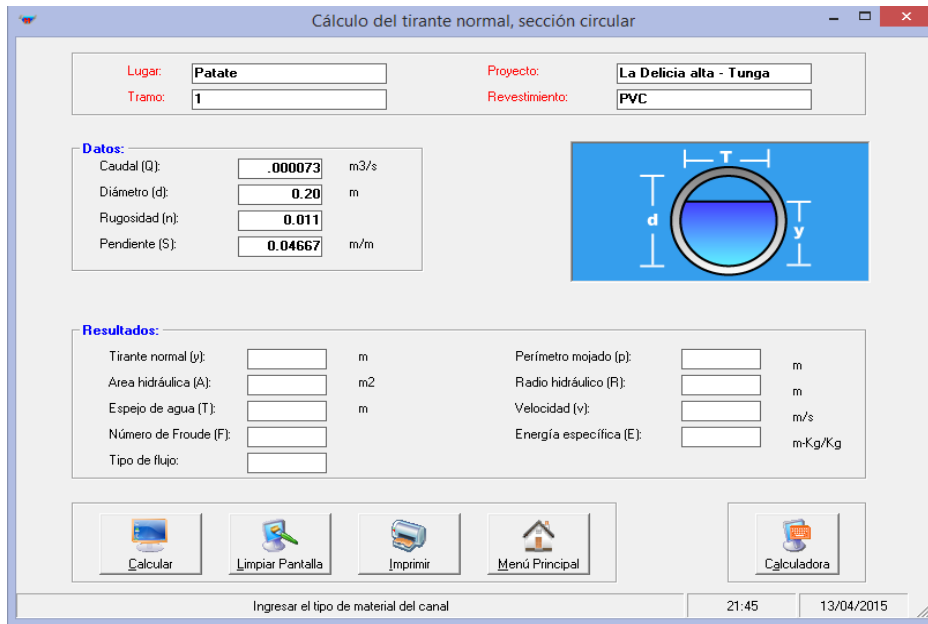 Cálculo del tirante normal, sección circular
Lugar: Patate Proyecto: La Delicia alta - Tunga
Tramo: 1 Revestimiento: PVC
Datos:
Caudal (Q): .000073 m3/s
Diámetro (d): 0.20 m
Rugosidad (n): 0.011
Pendiente (S): 0.04667 m/m
T
d
y
Resultados:
Tirante normal (y): m Perímetro mojado (p): m
Area hidráulica (A): m2 Radio hidráulico (R): m
Espejo de agua (T): m Velocidad (v): m/s
Número de Froude (F): Energía específica (E): m-Kg/Kg
Tipo de flujo:
Calcular Limpiar Pantalla Imprimir Menú Principal Calculadora
Ingresar el tipo de material del canal 21:45 13/04/2015